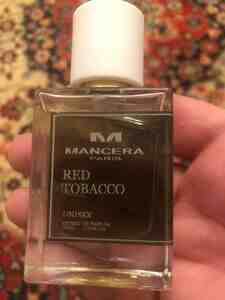 M
MANCERA
PARIS
RED
TOBACCO
UNISEX